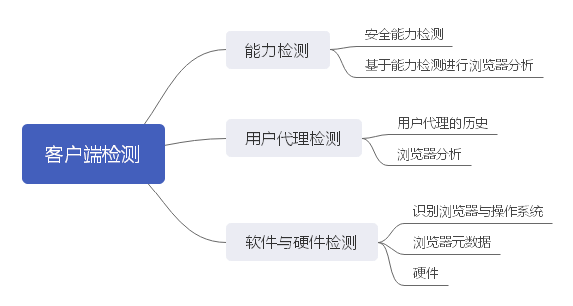 客户端检测
能力检测
安全能力检测
基于能力检测进行浏览器分析
用户代理检测
用户代理的历史
浏览器分析
软件与硬件检测
识别浏览器与操作系统
浏览器元数据
硬件